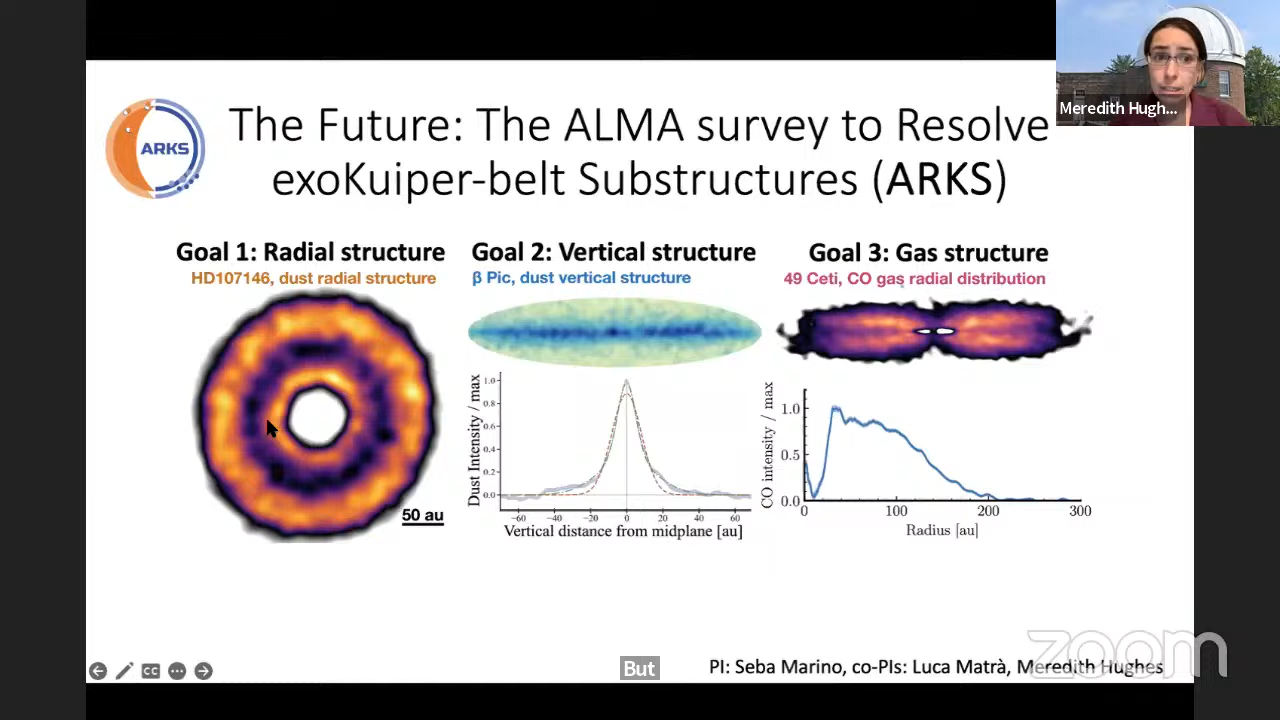 Meredith Hugh...
ARKS
The Future: The ALMA survey to Resolve
exoKuiper-belt Substructures (ARKS)
Goal 1: Radial structure
HD107146, dust radial structure
50 au
Goal 2: Vertical structure
β Pic, dust vertical structure
Dust Intensity / max
1.0
0.8
0.6
0.4
0.2
0.0
−60 −40 −20 0 20 40 60
Vertical distance from midplane [au]
Goal 3: Gas structure
49 Ceti, CO gas radial distribution
CO intensity / max
1.0
0.5
0.0
0 100 200 300
Radius [au]
CC
But
PI: Seba Marino, co-PIs: Luca Matrà, Meredith Hughes
zoom